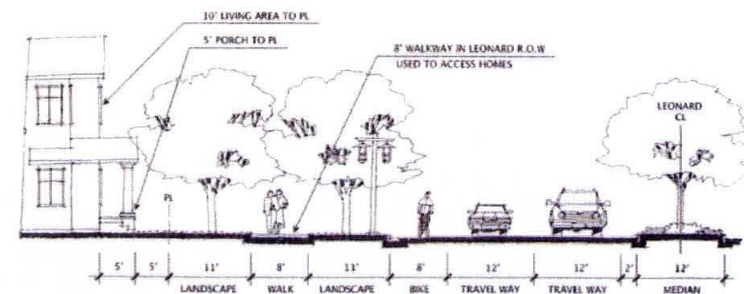 10' LIVING AREA TO PL
5' PORCH TO PL
8' WALKWAY IN LEONARD R.O.W
USED TO ACCESS HOMES
LEONARD
CL
PL
5' 5' 11' 8' 11' 8' 12' 12' 2' 12'
LANDSCAPE WALK LANDSCAPE BIKE TRAVEL WAY TRAVEL WAY MEDIAN